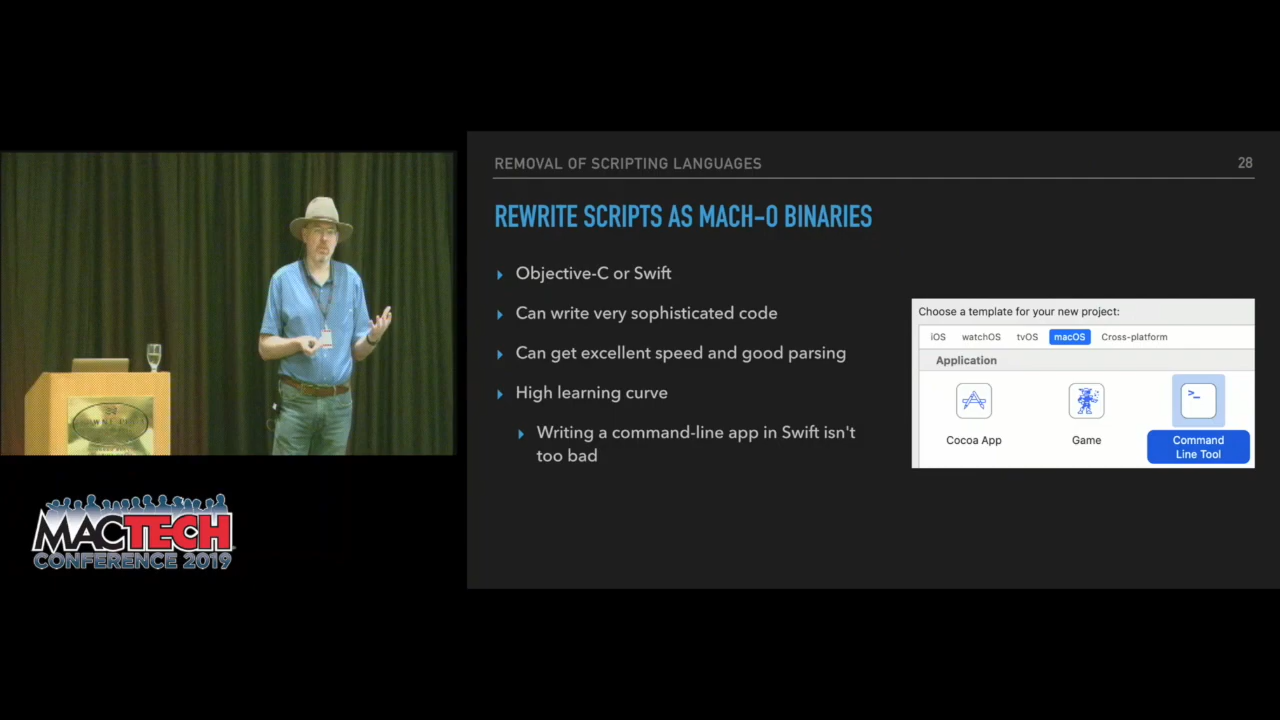 REMOVAL OF SCRIPTING LANGUAGES 28
REWRITE SCRIPTS AS MACH-O BINARIES
Objective-C or Swift
Can write very sophisticated code
Can get excellent speed and good parsing
High learning curve
Writing a command-line app in Swift isn't
too bad
Choose a template for your new project:
iOS watchOS tvOS macOS Cross-platform
Application
>_
Cocoa App Game Command
Line Tool
MACTECH
CONFERENCE 2019